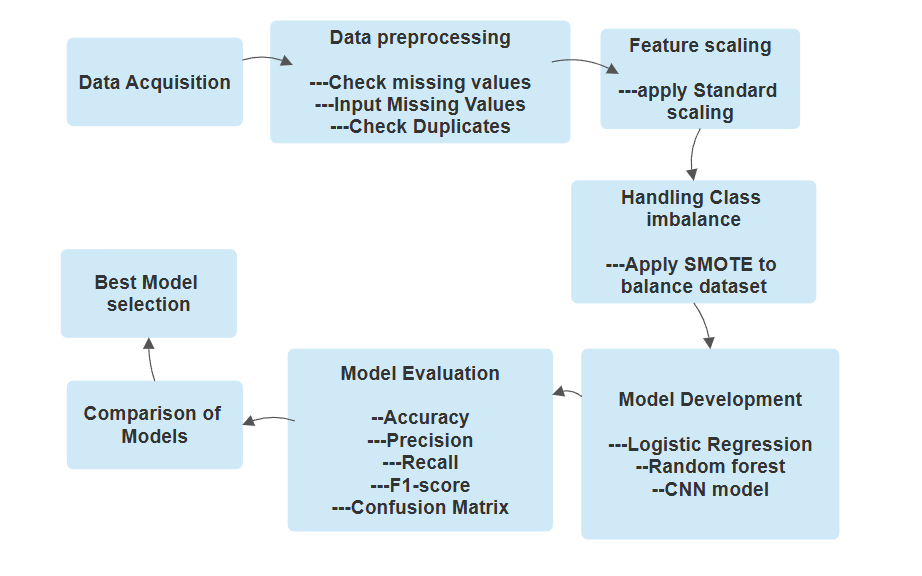 Data Acquisition
Data preprocessing
---Check missing values
---Input Missing Values
---Check Duplicates
Feature scaling
---apply Standard
scaling
Handling Class
imbalance
---Apply SMOTE to
balance dataset
Model Development
---Logistic Regression
--Random forest
--CNN model
Model Evaluation
--Accuracy
---Precision
---Recall
---F1-score
---Confusion Matrix
Comparison of
Models
Best Model
selection